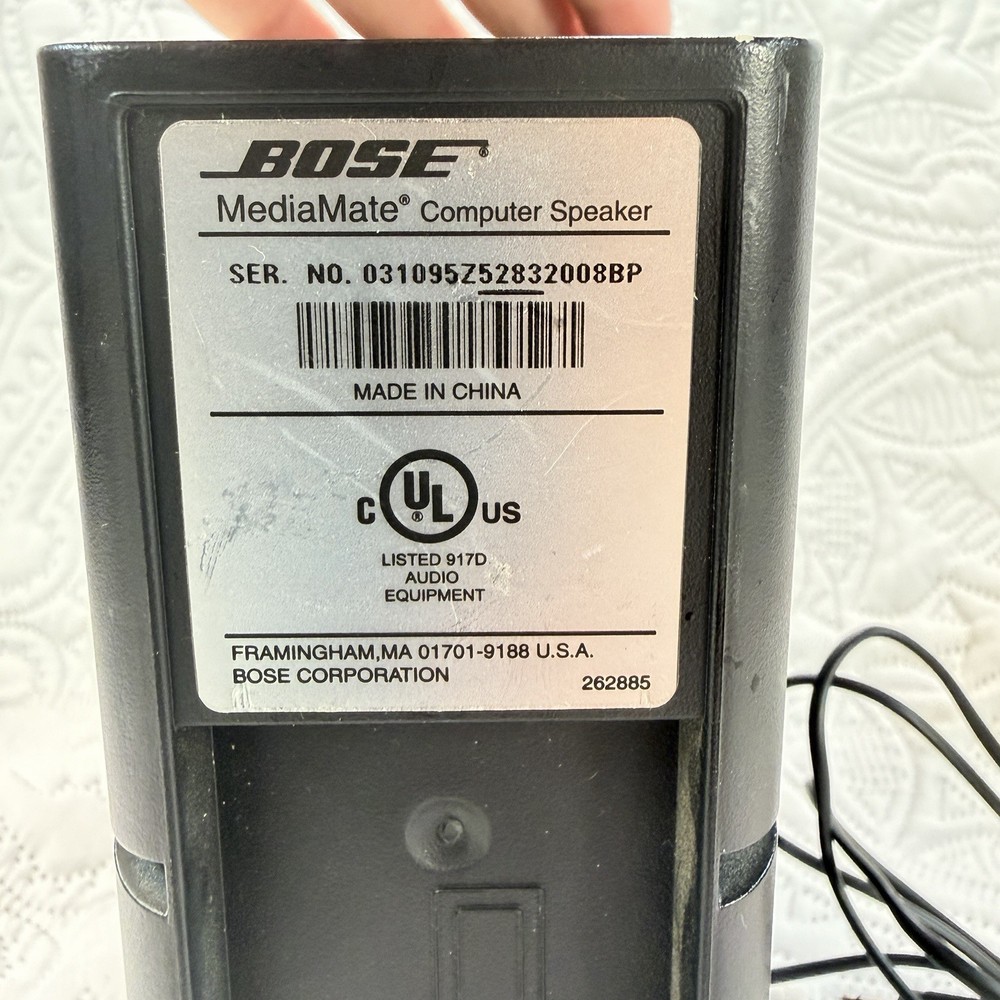 BOSE®
MediaMate® Computer Speaker
SER. NO. 031095Z52832008BP
MADE IN CHINA
C UL® US
LISTED 917D
AUDIO
EQUIPMENT
FRAMINGHAM,MA 01701-9188 U.S.A.
BOSE CORPORATION
262885